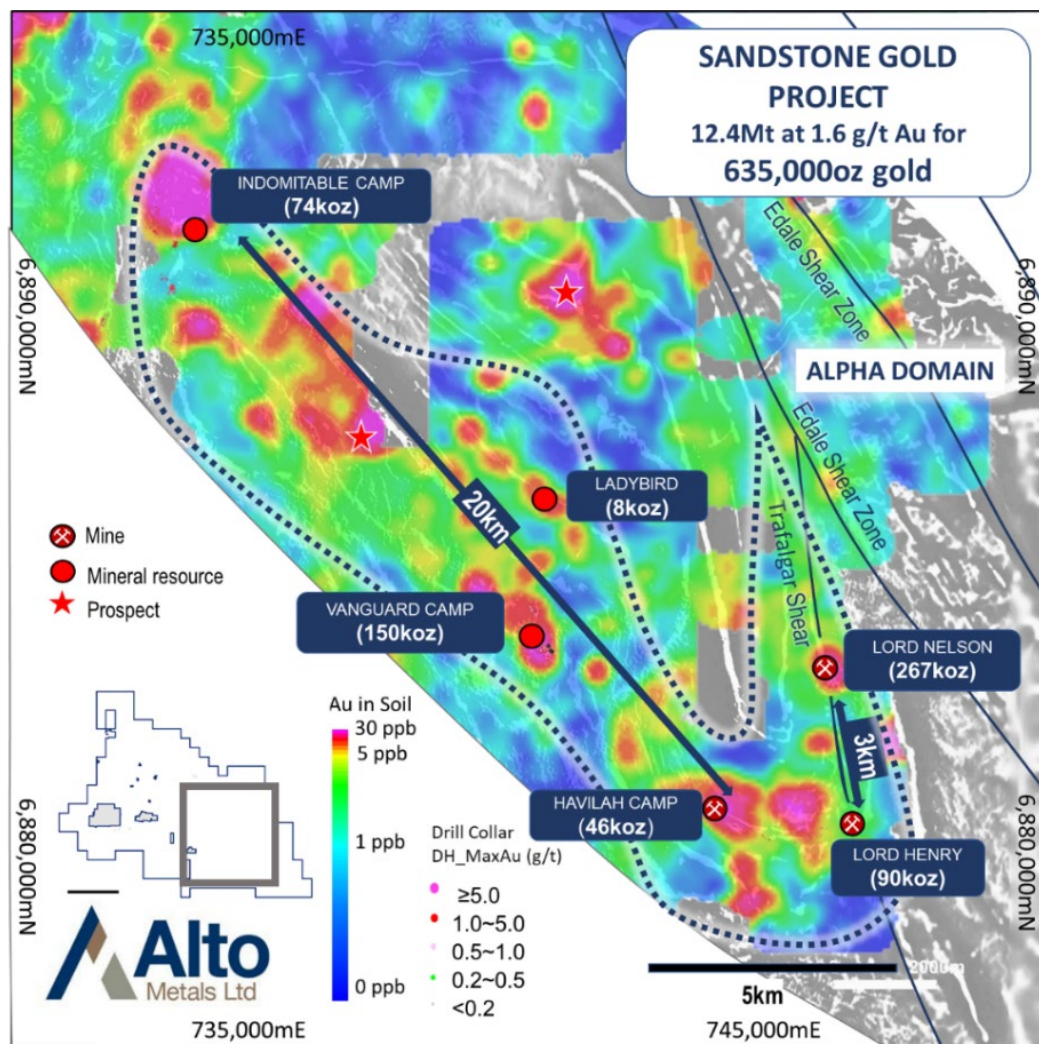 735,000mE
SANDSTONE GOLD
PROJECT
12.4Mt at 1.6 g/t Au for
635,000oz gold
INDOMITABLE CAMP
(74koz)
Edale Shear Zone
6,890,000mN
6,890,000mN
ALPHA DOMAIN
Edale Shear Zone
LADYBIRD
(8koz)
20km
Trafalgar Shear
Mine
Mineral resource
Prospect
VANGUARD CAMP
(150koz)
LORD NELSON
(267koz)
Au in Soil
30 ppb
5 ppb
1 ppb
0 ppb
3km
HAVILAH CAMP
(46koz)
LORD HENRY
(90koz)
6,880,000mN
6,880,000mN
Drill Collar
DH_MaxAu (g/t)
≥5.0
1.0~5.0
0.5~1.0
0.2~0.5
<0.2
Alto
Metals Ltd
2000m
5km
735,000mE
745,000mE